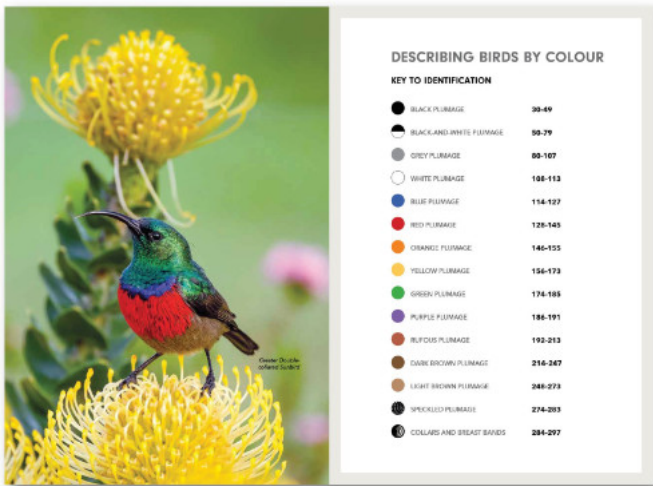 Greater Double-
collared Sunbird
DESCRIBING BIRDS BY COLOUR
KEY TO IDENTIFICATION
BLACK PLUMAGE 30-49
BLACK-AND-WHITE PLUMAGE 50-79
GREY PLUMAGE 80-107
WHITE PLUMAGE 108-113
BLUE PLUMAGE 114-127
RED PLUMAGE 128-145
ORANGE PLUMAGE 146-155
YELLOW PLUMAGE 156-173
GREEN PLUMAGE 174-185
PURPLE PLUMAGE 186-191
RUFOUS PLUMAGE 192-213
DARK BROWN PLUMAGE 214-247
LIGHT BROWN PLUMAGE 248-273
SPECKLED PLUMAGE 274-283
COLLARS AND BREAST BANDS 284-297